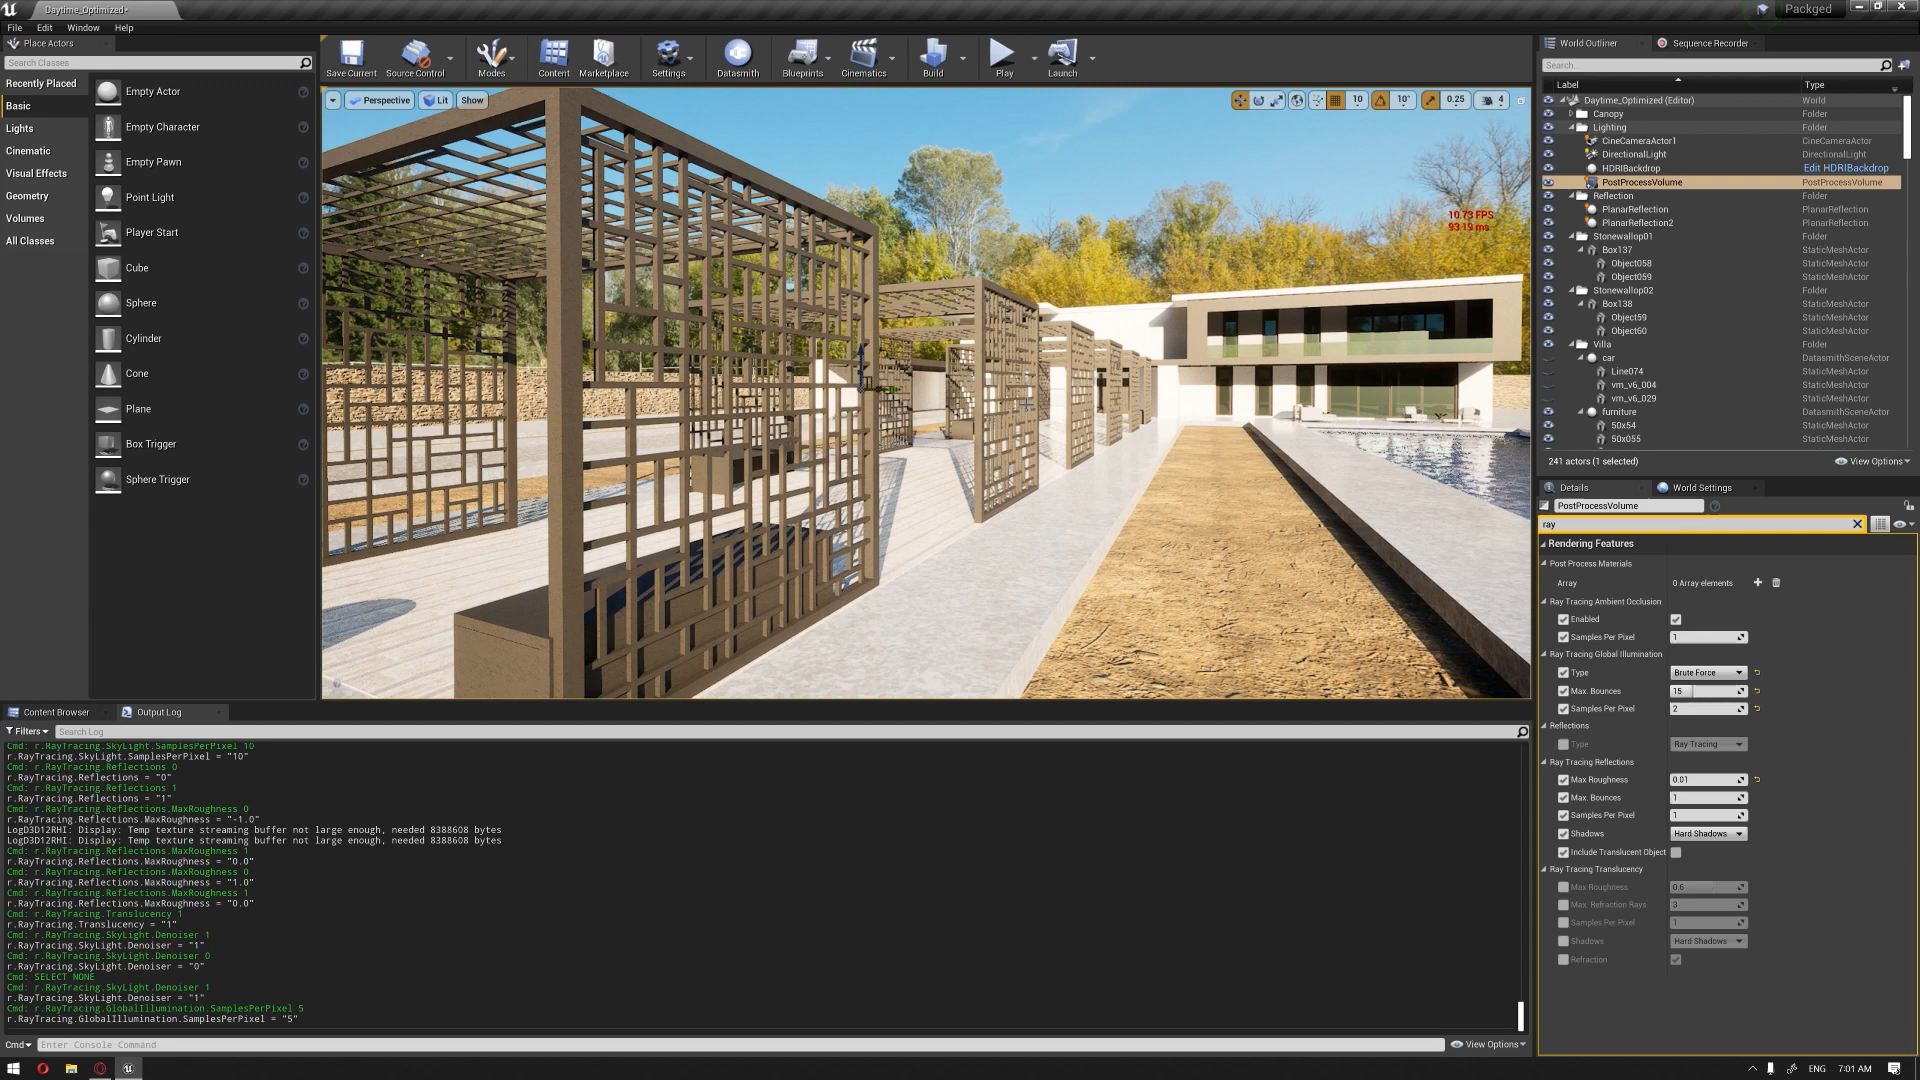 Daytime_Optimized•
Packged
File
Edit
Window
Help
Place Actors
Search Classes
Recently Placed
Basic
Lights
Cinematic
Visual Effects
Geometry
Volumes
All Classes
Empty Actor
Empty Character
Empty Pawn
Point Light
Player Start
Cube
Sphere
Cylinder
Cone
Plane
Box Trigger
Sphere Trigger
Save Current
Source Control
Modes
Content
Marketplace
Settings
Datasmith
Blueprints
Cinematics
Build
Play
Launch
Perspective
Lit
Show
10
10°
0.25
4
10.73 FPS
93.19 ms
World Outliner
Sequence Recorder
Search...
Label
Type
Daytime_Optimized (Editor)
World
Canopy
Folder
Lighting
Folder
CineCameraActor1
CineCameraActor
DirectionalLight
DirectionalLight
HDRIBackdrop
Edit HDRIBackdrop
PostProcessVolume
PostProcessVolume
Reflection
Folder
PlanarReflection
PlanarReflection
PlanarReflection2
PlanarReflection
Stonewallop01
Folder
Box137
StaticMeshActor
Object058
StaticMeshActor
Object059
StaticMeshActor
Stonewallop02
Folder
Box138
StaticMeshActor
Object59
StaticMeshActor
Object60
StaticMeshActor
Villa
Folder
car
DatasmithSceneActor
Line074
StaticMeshActor
vm_v6_004
StaticMeshActor
vm_v6_029
StaticMeshActor
furniture
DatasmithSceneActor
50x54
StaticMeshActor
50x055
StaticMeshActor
241 actors (1 selected)
View Options
Details
World Settings
PostProcessVolume
ray
Rendering Features
Post Process Materials
Array
0 Array elements
Ray Tracing Ambient Occlusion
Enabled
Samples Per Pixel
1
Ray Tracing Global Illumination
Type
Brute Force
Max. Bounces
15
Samples Per Pixel
2
Reflections
Type
Ray Tracing
Ray Tracing Reflections
Max Roughness
0.01
Max. Bounces
1
Samples Per Pixel
1
Shadows
Hard Shadows
Include Translucent Object
Ray Tracing Translucency
Max Roughness
0.6
Max. Refraction Rays
3
Samples Per Pixel
1
Shadows
Hard Shadows
Refraction
Content Browser
Output Log
Filters
Search Log
Cmd: r.RayTracing.SkyLight.SamplesPerPixel 10
r.RayTracing.SkyLight.SamplesPerPixel = "10"
Cmd: r.RayTracing.Reflections 0
r.RayTracing.Reflections = "0"
Cmd: r.RayTracing.Reflections 1
r.RayTracing.Reflections = "1"
Cmd: r.RayTracing.Reflections.MaxRoughness 0
r.RayTracing.Reflections.MaxRoughness = "-1.0"
LogD3D12RHI: Display: Temp texture streaming buffer not large enough, needed 8388608 bytes
LogD3D12RHI: Display: Temp texture streaming buffer not large enough, needed 8388608 bytes
Cmd: r.RayTracing.Reflections.MaxRoughness 1
r.RayTracing.Reflections.MaxRoughness = "0.0"
Cmd: r.RayTracing.Reflections.MaxRoughness 0
r.RayTracing.Reflections.MaxRoughness = "1.0"
Cmd: r.RayTracing.Reflections.MaxRoughness 1
r.RayTracing.Reflections.MaxRoughness = "0.0"
Cmd: r.RayTracing.Translucency 1
r.RayTracing.Translucency = "1"
Cmd: r.RayTracing.SkyLight.Denoiser 1
r.RayTracing.SkyLight.Denoiser = "1"
Cmd: r.RayTracing.SkyLight.Denoiser 0
r.RayTracing.SkyLight.Denoiser = "0"
Cmd: SELECT NONE
Cmd: r.RayTracing.SkyLight.Denoiser 1
r.RayTracing.SkyLight.Denoiser = "1"
Cmd: r.RayTracing.GlobalIllumination.SamplesPerPixel 5
r.RayTracing.GlobalIllumination.SamplesPerPixel = "5"
Cmd
Enter Console Command
View Options
ENG
7:01 AM